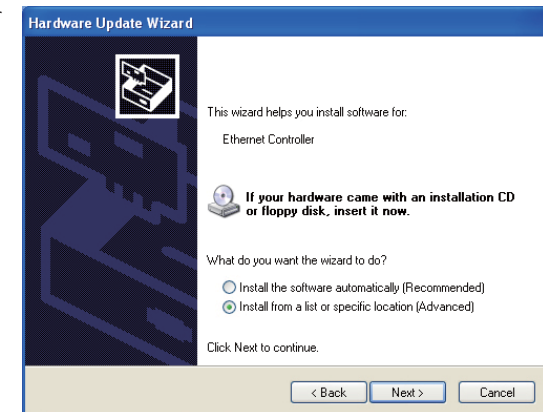 Hardware Update Wizard
This wizard helps you install software for:
Ethernet Controller
If your hardware came with an installation CD
or floppy disk, insert it now.
What do you want the wizard to do?
Install the software automatically (Recommended)
Install from a list or specific location (Advanced)
Click Next to continue.
< Back Next > Cancel